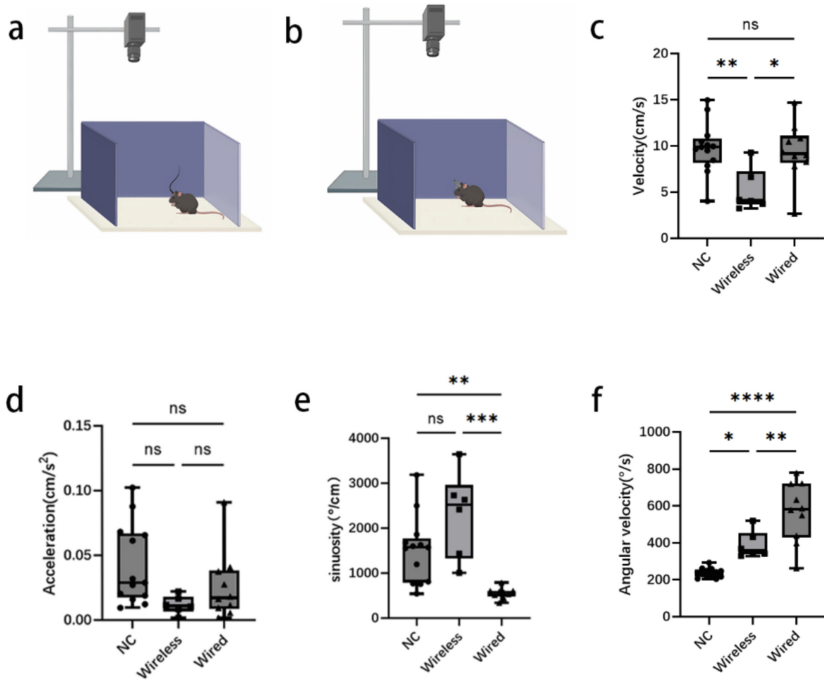 a
b
c
ns
** *
Velocity(cm/s)
20
15
10
5
0
NC
Wireless
Wired
d
ns
ns ns
Acceleration(cm/s²)
0.15
0.10
0.05
0.00
NC
Wireless
Wired
e
**
ns ***
sinuosity (°/cm)
4000
3000
2000
1000
0
NC
Wireless
Wired
f
****
* **
Angular velocity(°/s)
1000
800
600
400
200
0
NC
Wireless
Wired